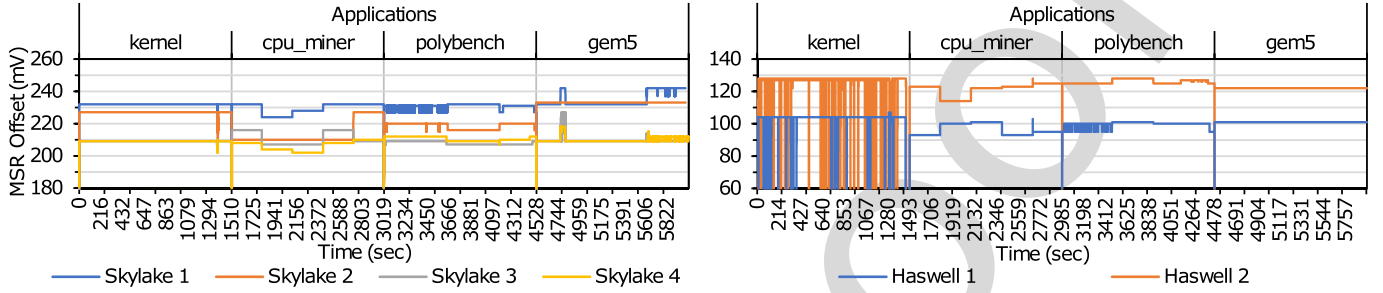 Applications
kernel cpu_miner polybench gem5
MSR Offset (mV)
260
240
220
200
180
0 216 432 647 863 1079 1294 1510 1725 1941 2156 2372 2588 2803 3019 3234 3450 3666 3881 4097 4312 4528 4744 4959 5175 5391 5606 5822
Time (sec)
Skylake 1 Skylake 2 Skylake 3 Skylake 4
Applications
kernel cpu_miner polybench gem5
140
120
100
80
60
0 214 427 640 853 1067 1280 1493 1706 1919 2132 2346 2559 2772 2985 3198 3412 3625 3838 4051 4264 4478 4691 4904 5117 5331 5544 5757
Time (sec)
Haswell 1 Haswell 2